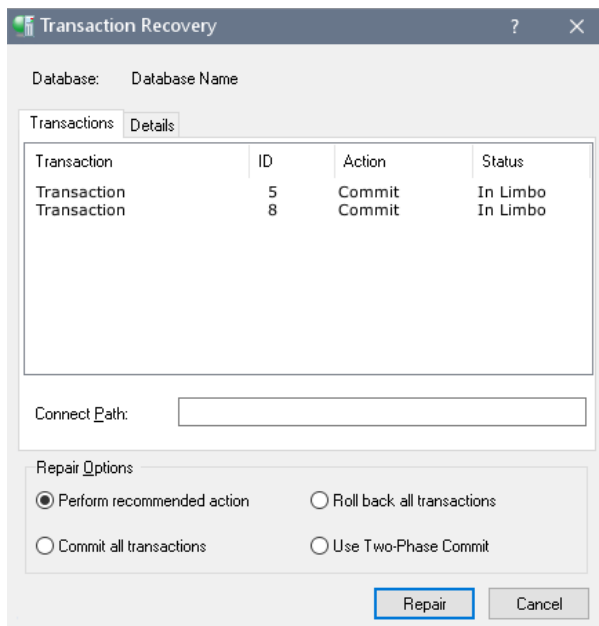 Transaction Recovery ?
Database: Database Name
Transactions Details
Transaction ID Action Status
Transaction 5 Commit In Limbo
Transaction 8 Commit In Limbo
Connect Path:
Repair Options
Perform recommended action Roll back all transactions
Commit all transactions Use Two-Phase Commit
Repair Cancel